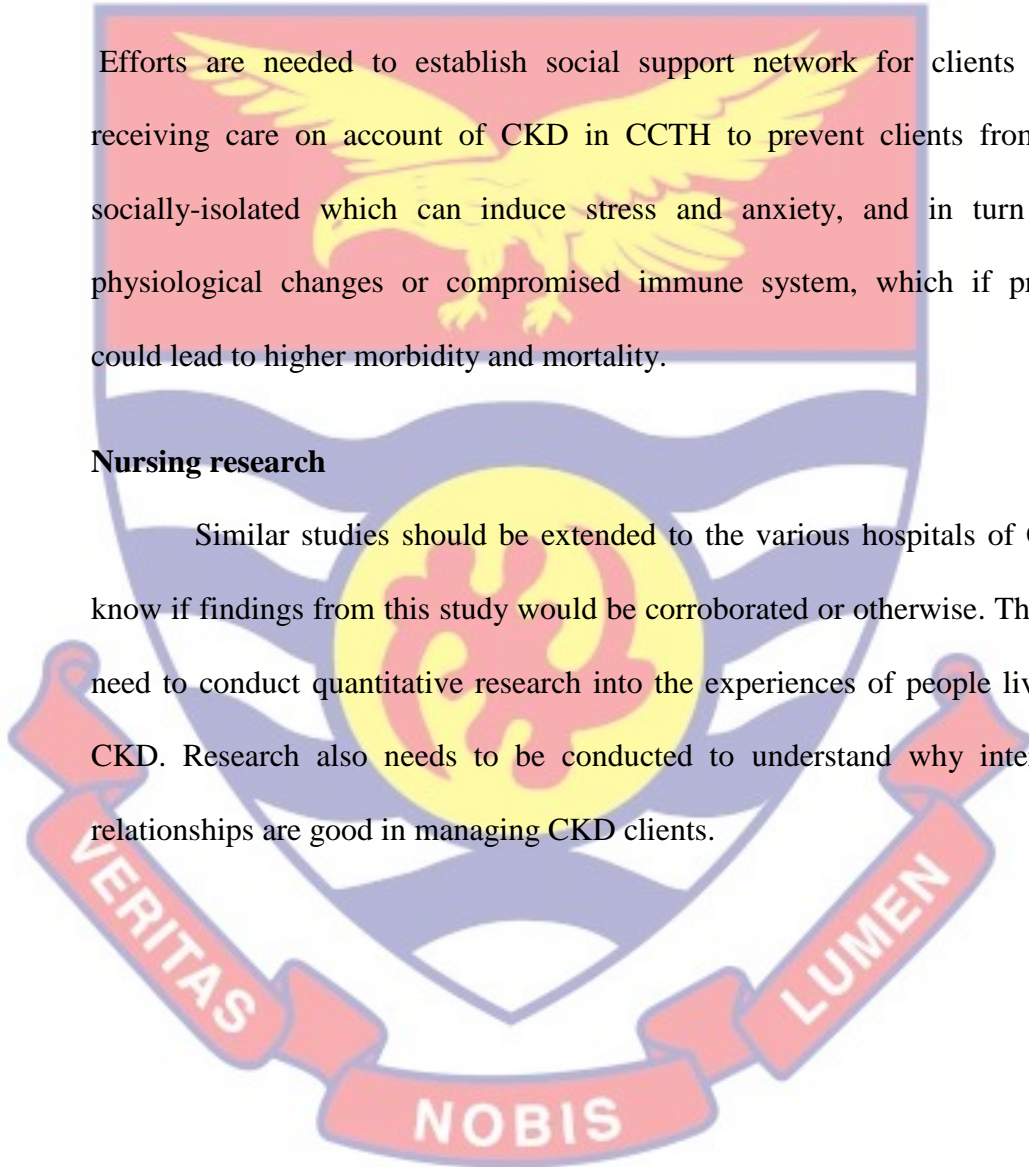 Efforts are needed to establish social support network for clients
receiving care on account of CKD in CCTH to prevent clients from
socially-isolated which can induce stress and anxiety, and in turn
physiological changes or compromised immune system, which if
could lead to higher morbidity and mortality.
Nursing research
Similar studies should be extended to the various hospitals of
know if findings from this study would be corroborated or otherwise.
need to conduct quantitative research into the experiences of people
CKD. Research also needs to be conducted to understand why
relationships are good in managing CKD clients.
VERITAS
NOBIS
LUMEN